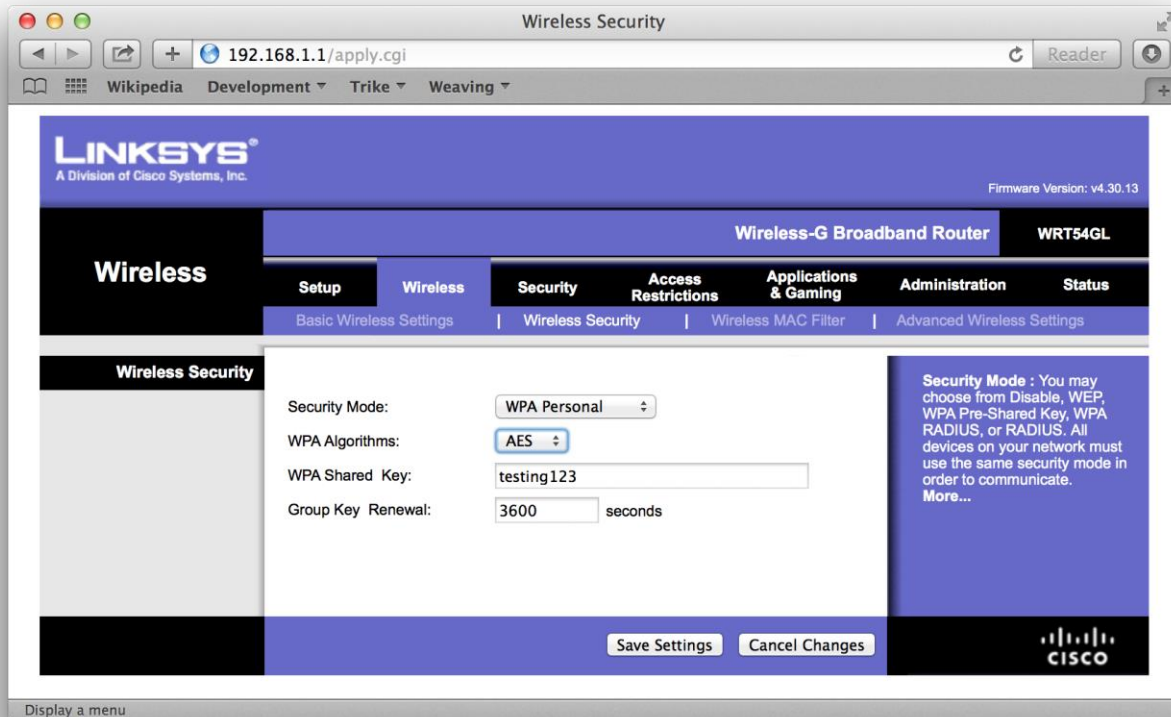 Wireless Security
192.168.1.1/apply.cgi
Reader
Wikipedia Development Trike Weaving
LINKSYS®
A Division of Cisco Systems, Inc.
Firmware Version: v4.30.13
Wireless-G Broadband Router WRT54GL
Wireless
Setup Wireless Security Access Restrictions Applications & Gaming Administration Status
Basic Wireless Settings | Wireless Security | Wireless MAC Filter | Advanced Wireless Settings
Wireless Security
Security Mode: WPA Personal
WPA Algorithms: AES
WPA Shared Key: testing123
Group Key Renewal: 3600 seconds
Security Mode : You may
choose from Disable, WEP,
WPA Pre-Shared Key, WPA
RADIUS, or RADIUS. All
devices on your network must
use the same security mode in
order to communicate.
More...
Save Settings Cancel Changes
CISCO
Display a menu